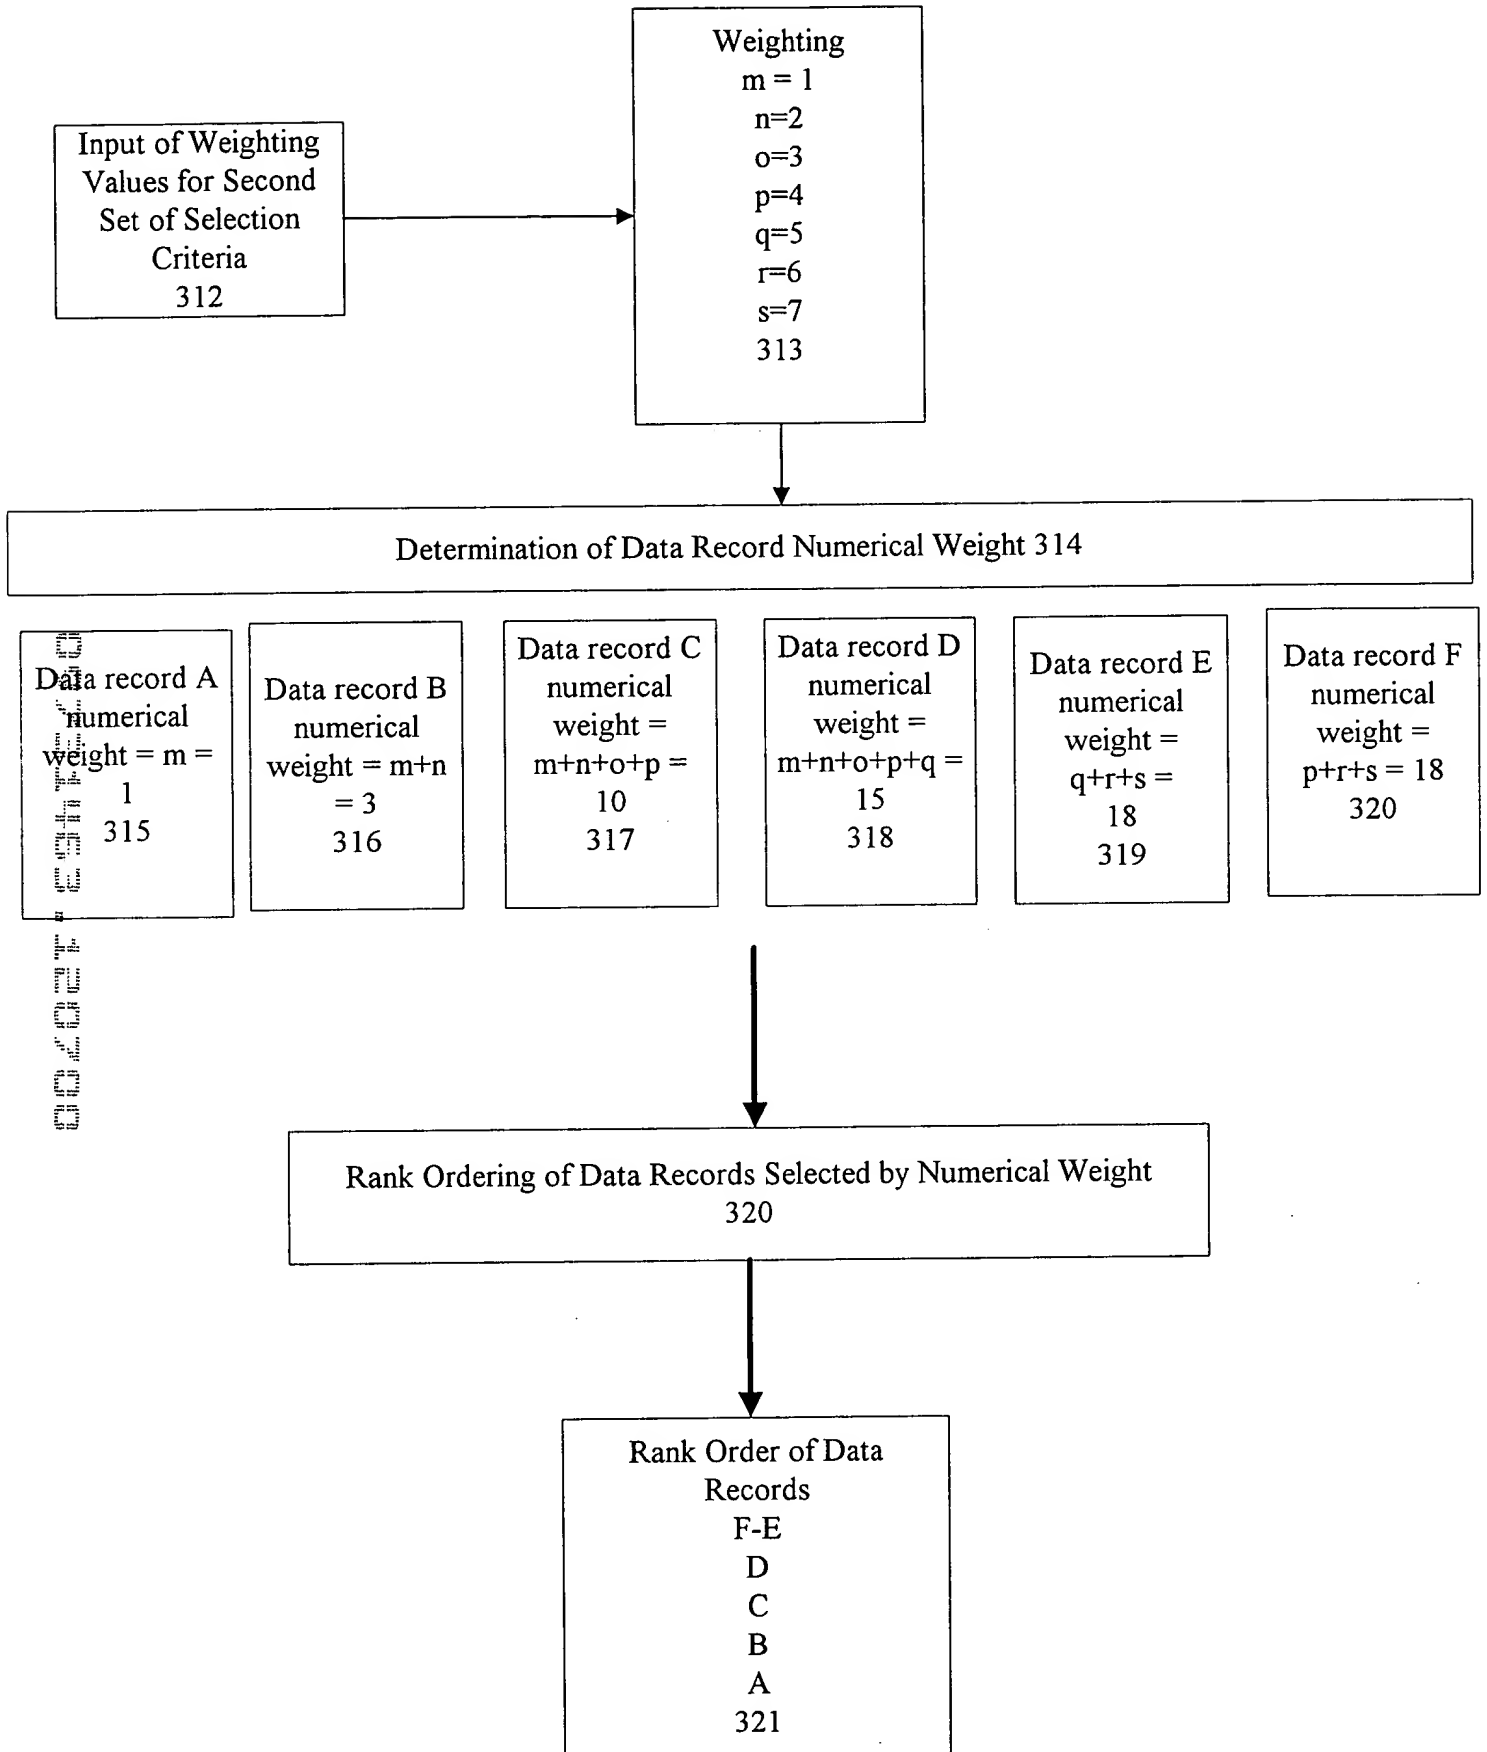 Weighting
m = 1
n=2
o=3
p=4
q=5
r=6
s=7
313
Input of Weighting
Values for Second
Set of Selection
Criteria
312
Determination of Data Record Numerical Weight 314
Data record A
numerical
weight = m =
1
315
Data record B
numerical
weight = m+n
= 3
316
Data record C
numerical
weight =
m+n+o+p =
10
317
Data record D
numerical
weight =
m+n+o+p+q =
15
318
Data record E
numerical
weight =
q+r+s =
18
319
Data record F
numerical
weight =
p+r+s = 18
320
Rank Ordering of Data Records Selected by Numerical Weight
320
Rank Order of Data
Records
F-E
D
C
B
A
321